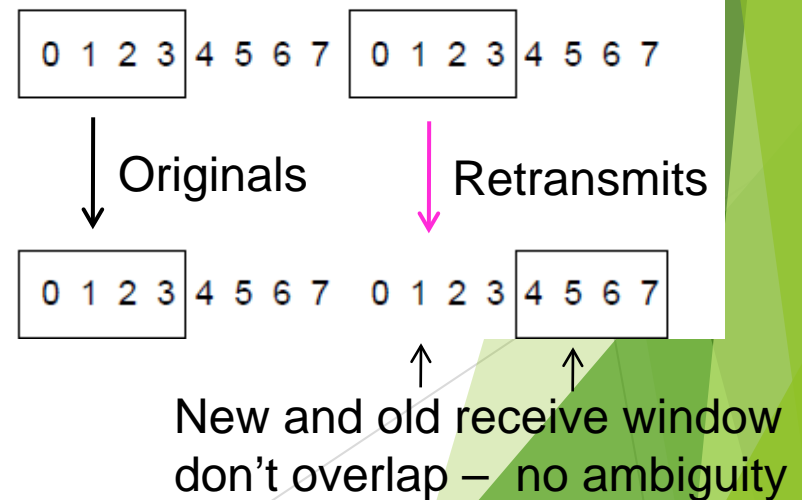 0 1 2 3 4 5 6 7 0 1 2 3 4 5 6 7
Originals Retransmits
0 1 2 3 4 5 6 7 0 1 2 3 4 5 6 7
New and old receive window
don't overlap – no ambiguity